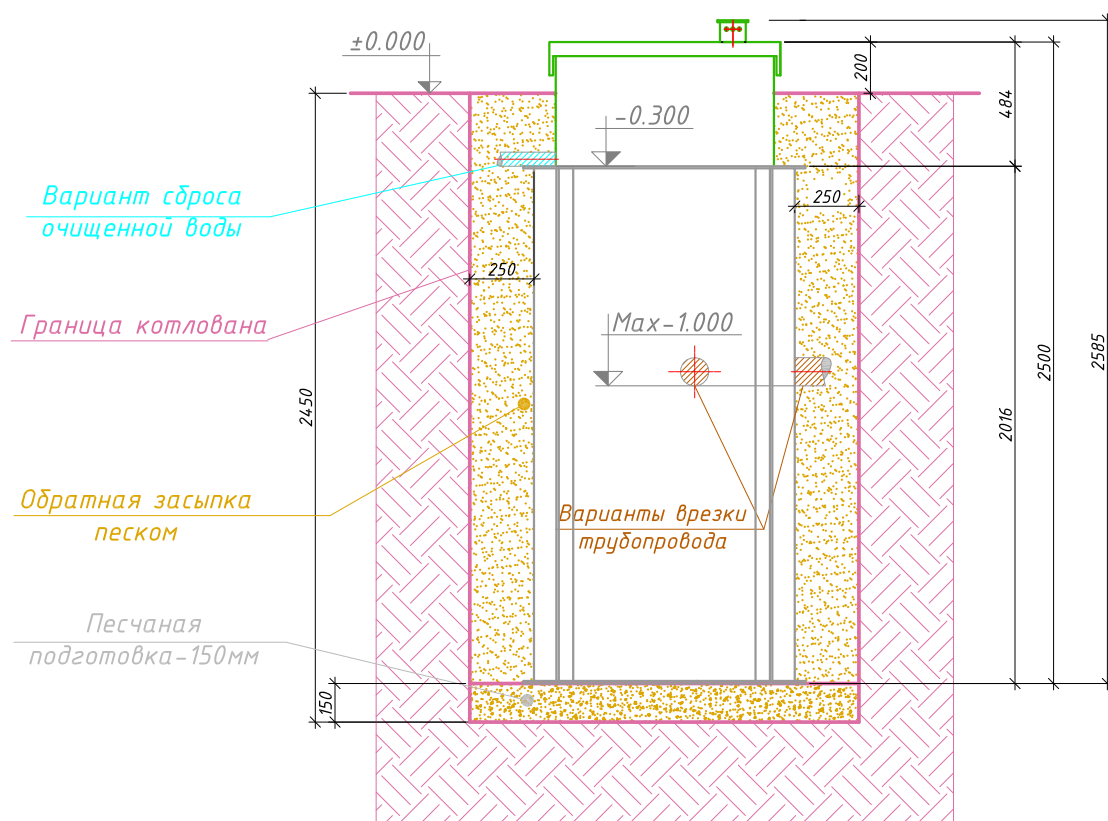 ±0.000
200
484
-0.300
Вариант сброса
очищенной воды
250
250
Граница котлована
Max-1.000
2585
2500
2450
2016
Обратная засыпка
песком
Варианты врезки
трубопровода
Песчаная
подготовка-150мм
150